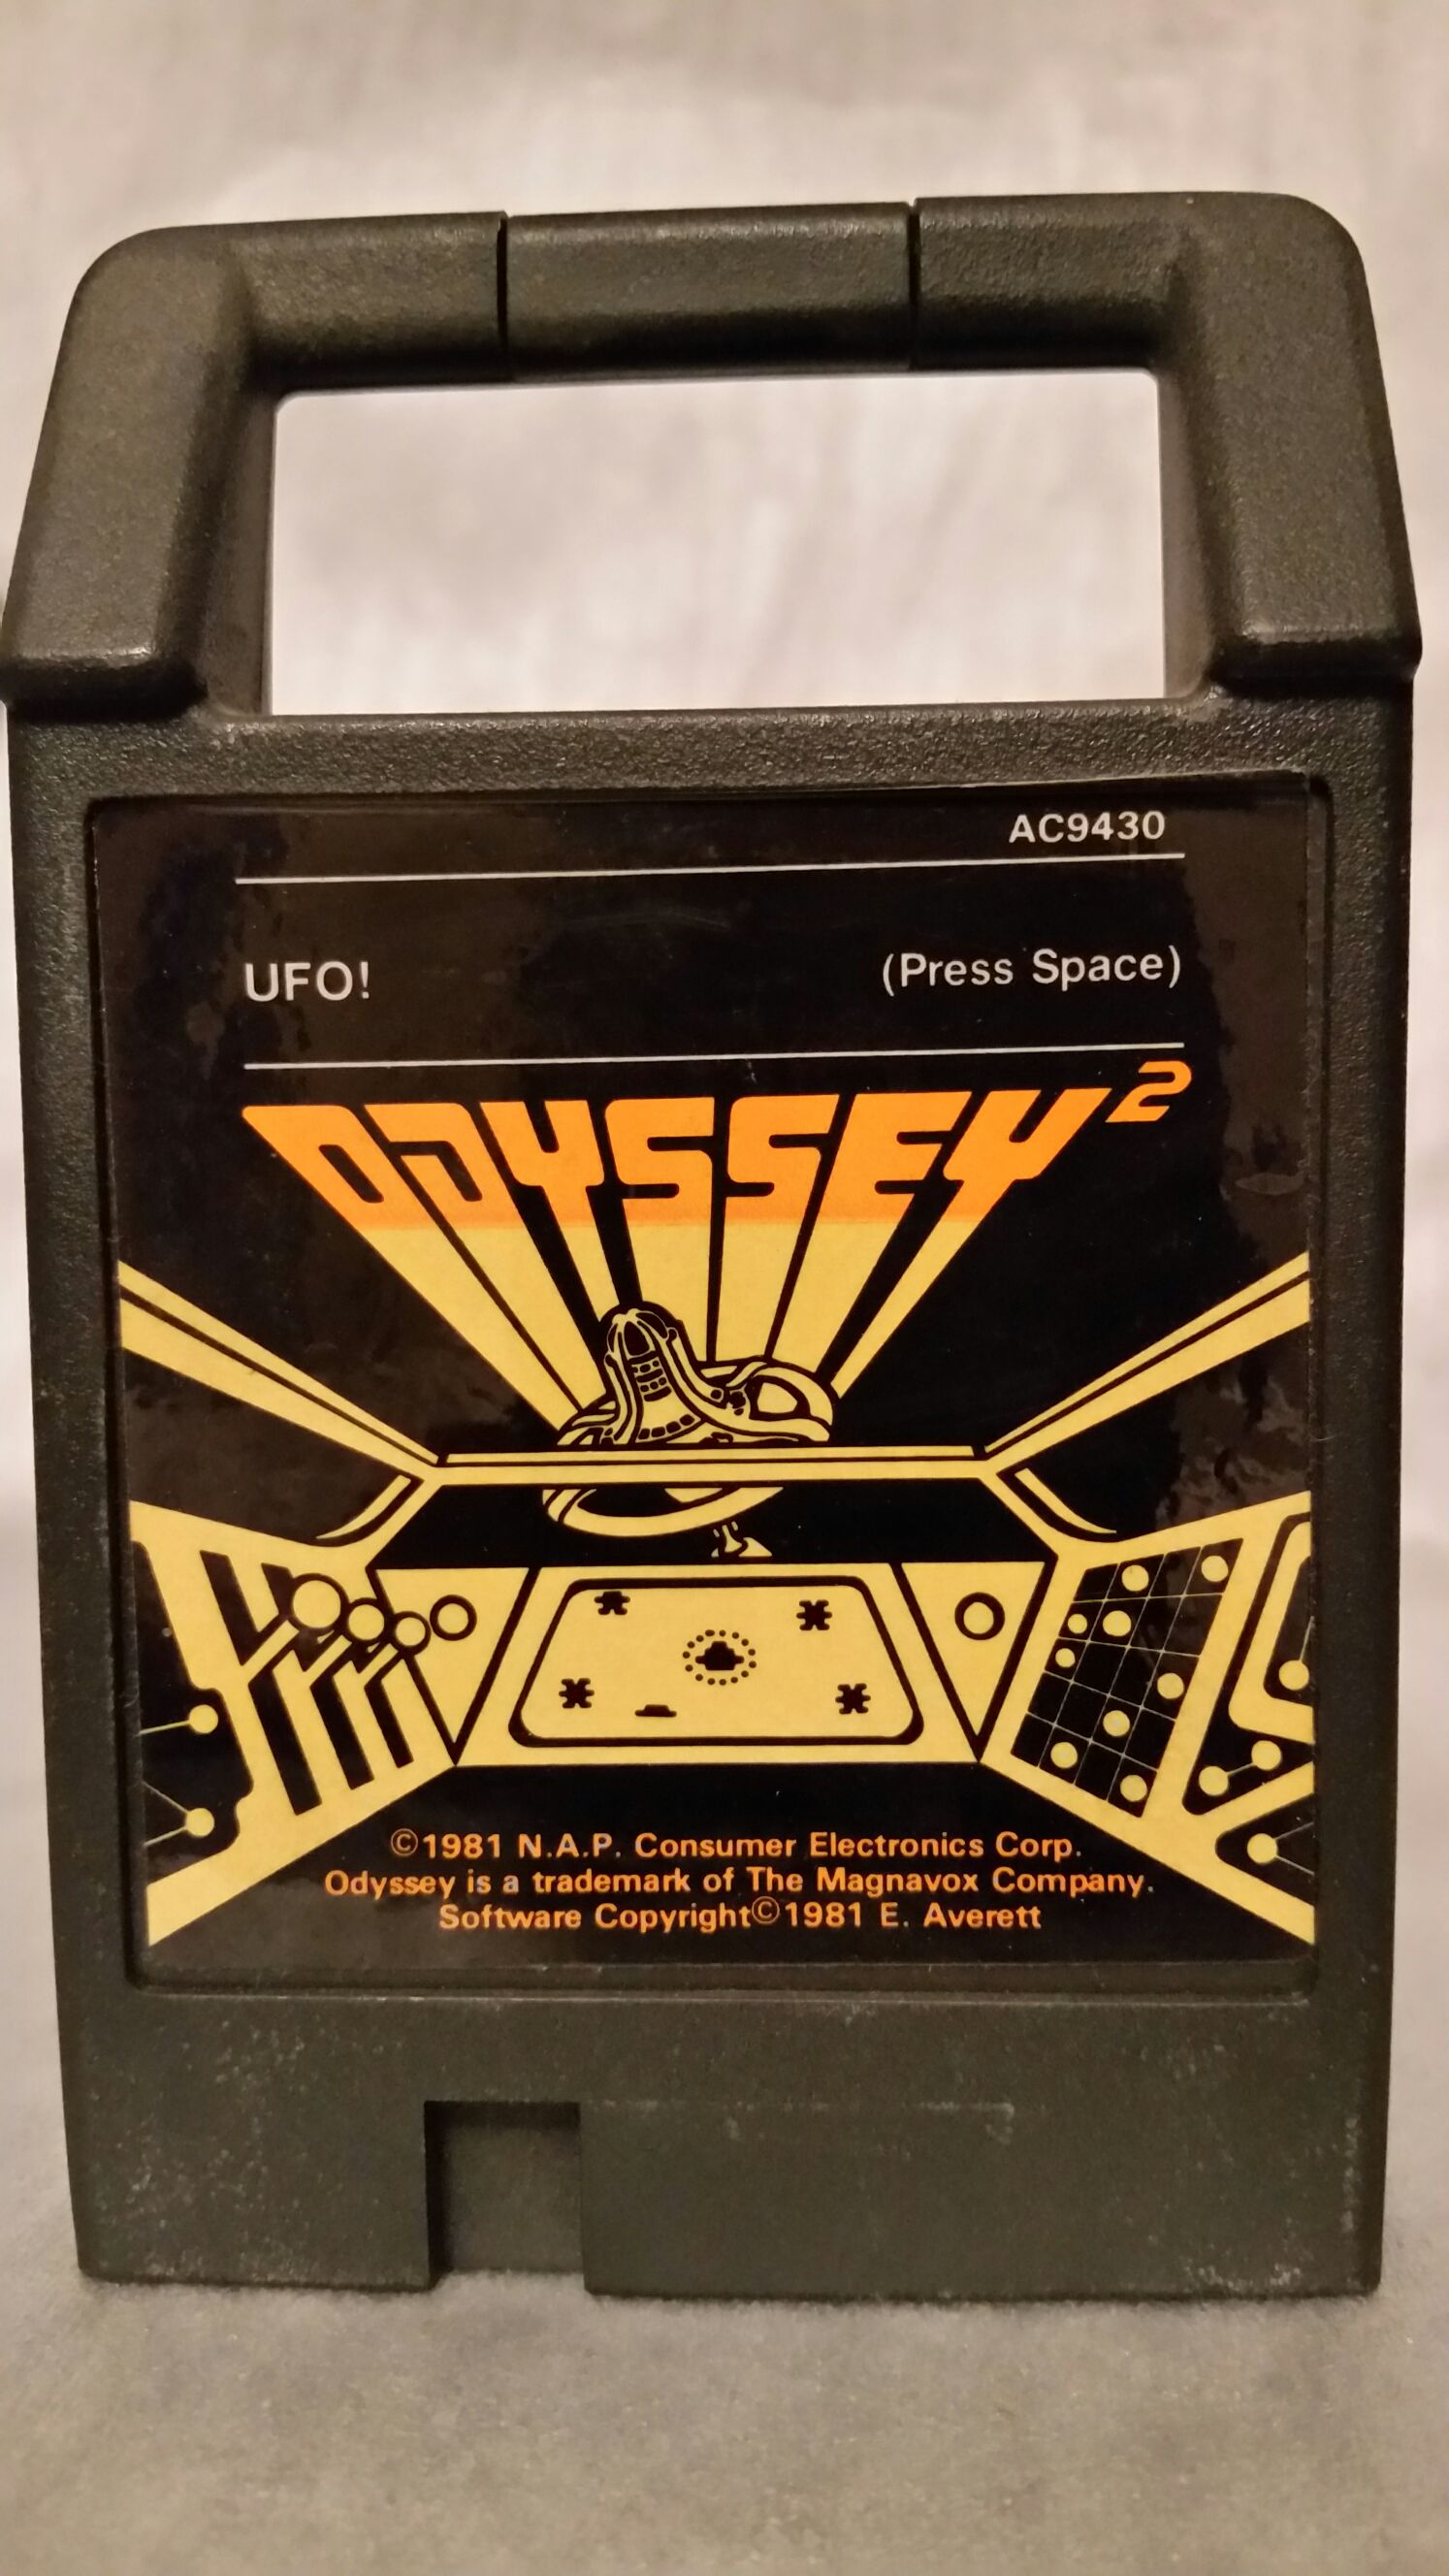 AC9430
UFO! (Press Space)
ODYSSEY²
©1981 N.A.P. Consumer Electronics Corp.
Odyssey is a trademark of The Magnavox Company.
Software Copyright©1981 E. Averett